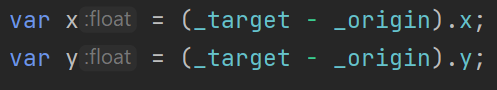 var x :float = (_target - _origin).x;
var y :float = (_target - _origin).y;